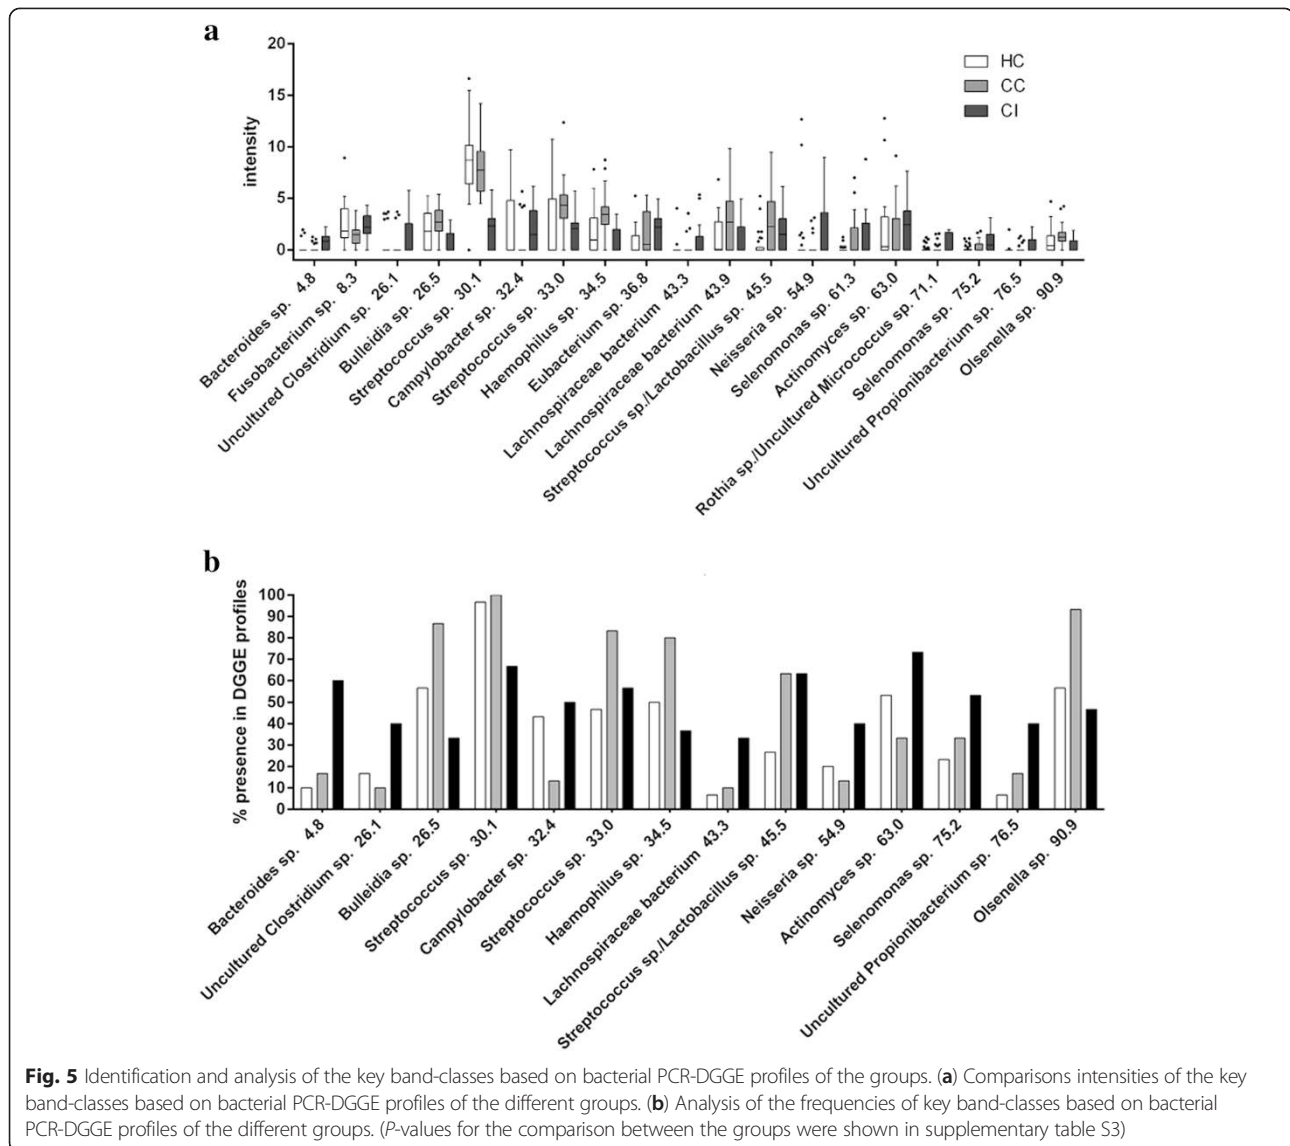 a
20
15
10
5
0
intensity
HC
CC
CI
Bacteroides sp. 4.8
Fusobacterium sp. 8.3
Uncultured Clostridium sp. 26.1
Bulleidia sp. 26.5
Streptococcus sp. 30.1
Campylobacter sp. 32.4
Streptococcus sp. 33.0
Haemophilus sp. 34.5
Eubacterium sp. 36.8
Lachnospiraceae bacterium 43.3
Lachnospiraceae bacterium 43.9
Streptococcus sp./Lactobacillus sp. 45.5
Neisseria sp. 54.9
Selenomonas sp. 61.3
Actinomyces sp. 63.0
Rothia sp./Uncultured Micrococcus sp. 71.1
Selenomonas sp. 75.2
Uncultured Propionibacterium sp. 76.5
Olsenella sp. 90.9
b
100
90
80
70
60
50
40
30
20
10
0
% presence in DGGE profiles
Bacteroides sp. 4.8
Uncultured Clostridium sp. 26.1
Bulleidia sp. 26.5
Streptococcus sp. 30.1
Campylobacter sp. 32.4
Streptococcus sp. 33.0
Haemophilus sp. 34.5
Lachnospiraceae bacterium 43.3
Streptococcus sp./Lactobacillus sp. 45.5
Neisseria sp. 54.9
Actinomyces sp. 63.0
Selenomonas sp. 75.2
Uncultured Propionibacterium sp. 76.5
Olsenella sp. 90.9
Fig. 5 Identification and analysis of the key band-classes based on bacterial PCR-DGGE profiles of the groups. (a) Comparisons intensities of the key
band-classes based on bacterial PCR-DGGE profiles of the different groups. (b) Analysis of the frequencies of key band-classes based on bacterial
PCR-DGGE profiles of the different groups. (P-values for the comparison between the groups were shown in supplementary table S3)